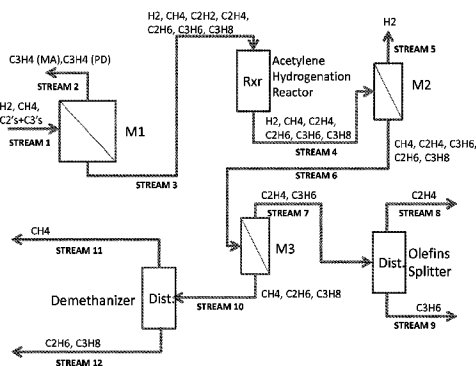 H2, CH4, C2H2, C2H4,
C2H6, C3H6, C3H8
C3H4 (MA),C3H4 (PD)
STREAM 2
H2, CH4,
C2's+C3's
STREAM 1
M1
STREAM 3
Rxr
Acetylene
Hydrogenation
Reactor
H2, CH4, C2H4,
C2H6, C3H6, C3H8
STREAM 4
H2
STREAM 5
M2
CH4, C2H4, C3H6,
C2H6, C3H8
STREAM 6
C2H4, C3H6
STREAM 7
M3
C2H4
STREAM 8
Dist.
Olefins
Splitter
C3H6
STREAM 9
CH4
STREAM 11
Demethanizer
Dist.
CH4, C2H6, C3H8
STREAM 10
C2H6, C3H8
STREAM 12